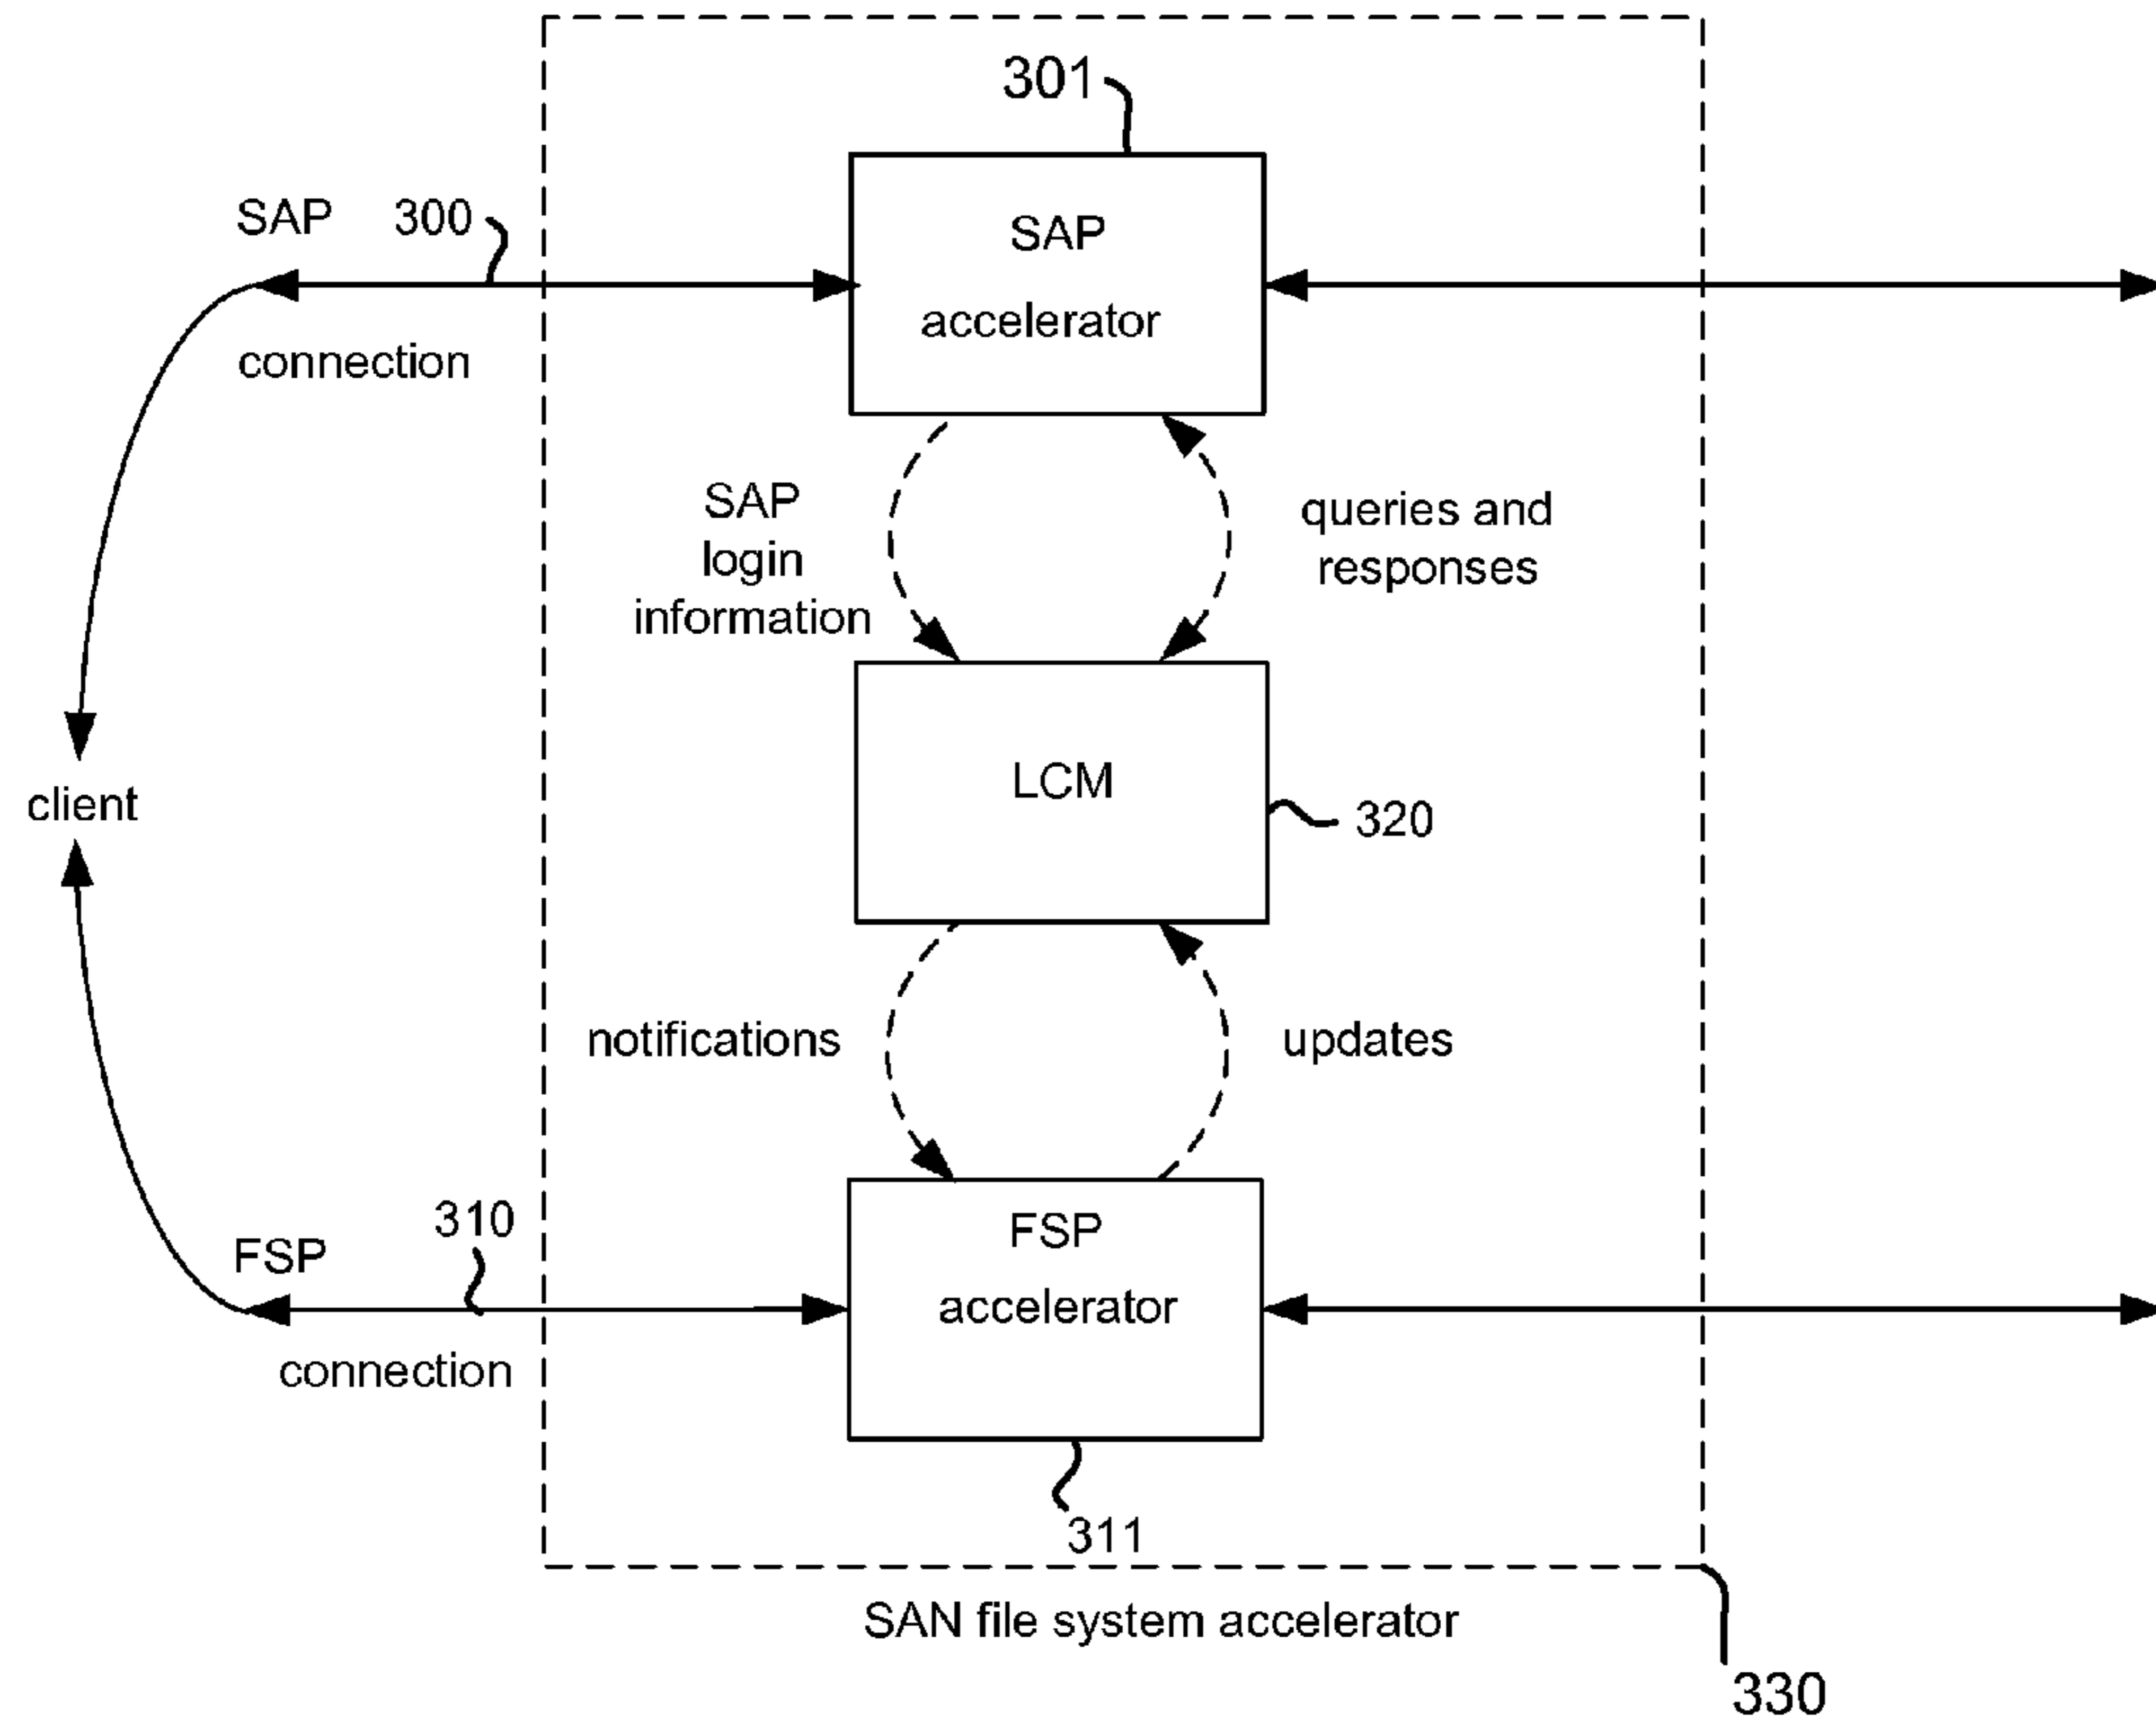 301
SAP 300
SAP
accelerator
connection
SAP
login
information
queries and
responses
LCM
client
320
notifications
updates
310
FSP
FSP
accelerator
connection
311
SAN file system accelerator
330